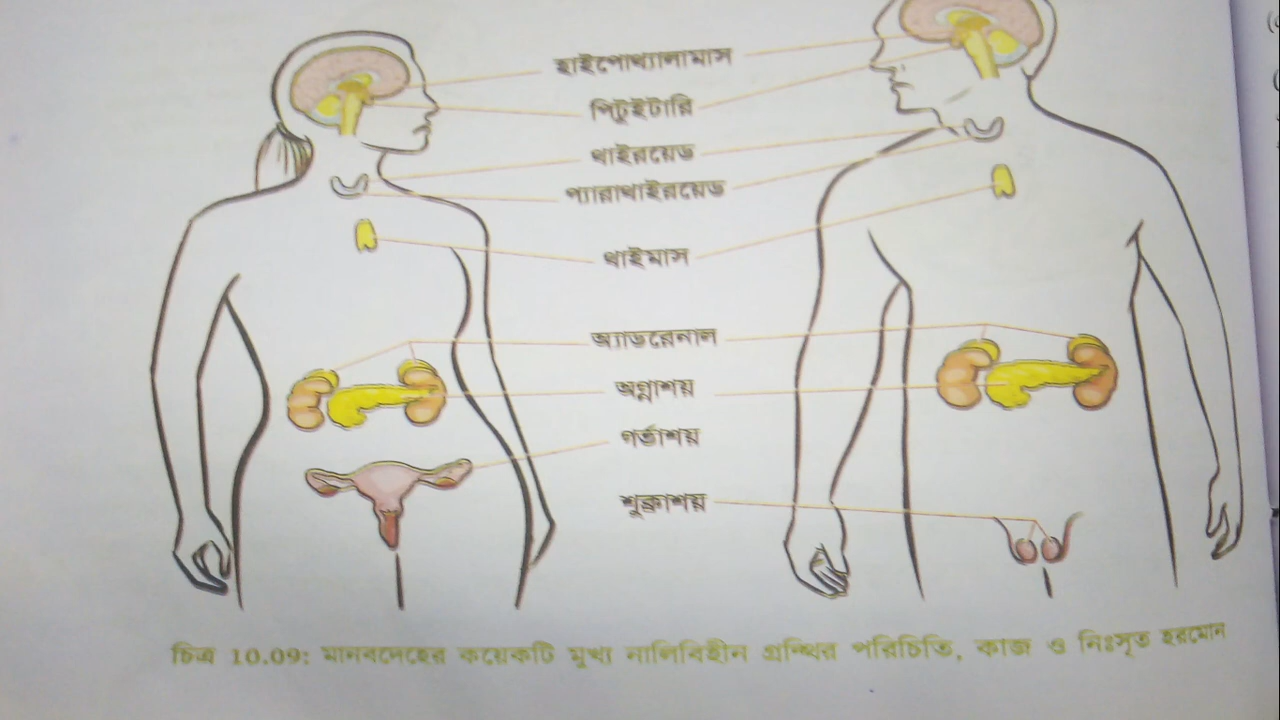 হাইপোথ্যালামাস
পিটুইটারি
থাইরয়েড
প্যারাথাইরয়েড
থাইমাস
অ্যাডরেনাল
অগ্ন্যাশয়
গর্ভাশয়
শুক্রাশয়
চিত্র 10.09: মানবদেহের কয়েকটি মুখ্য নালিবিহীন গ্রন্থির পরিচিতি, কাজ ও নিঃসৃত হরমোন